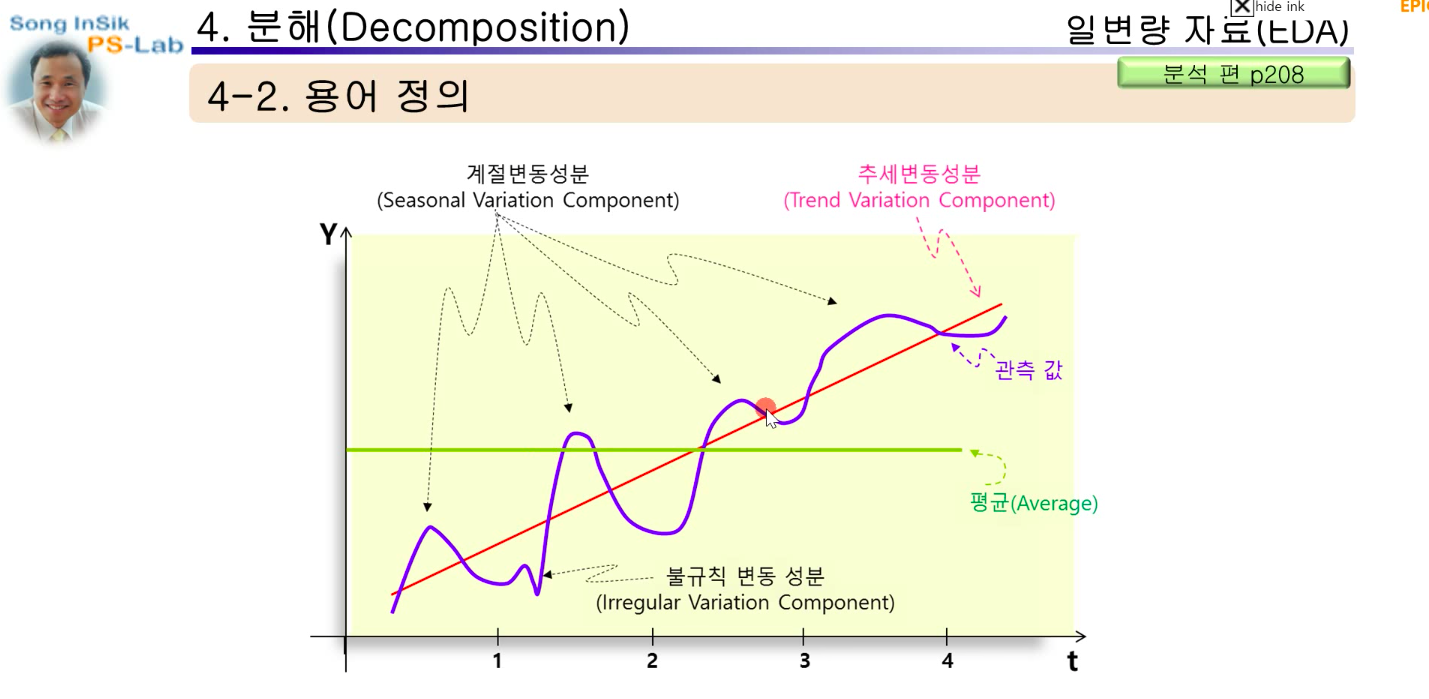 Song InSik
PS-Lab
4. 분해(Decomposition)
hide ink
일변량 자료(EDA)
분석 편 p208
4-2. 용어 정의
계절변동성분
(Seasonal Variation Component)
추세변동성분
(Trend Variation Component)
Y
관측 값
평균(Average)
불규칙 변동 성분
(Irregular Variation Component)
1
2
3
4
t